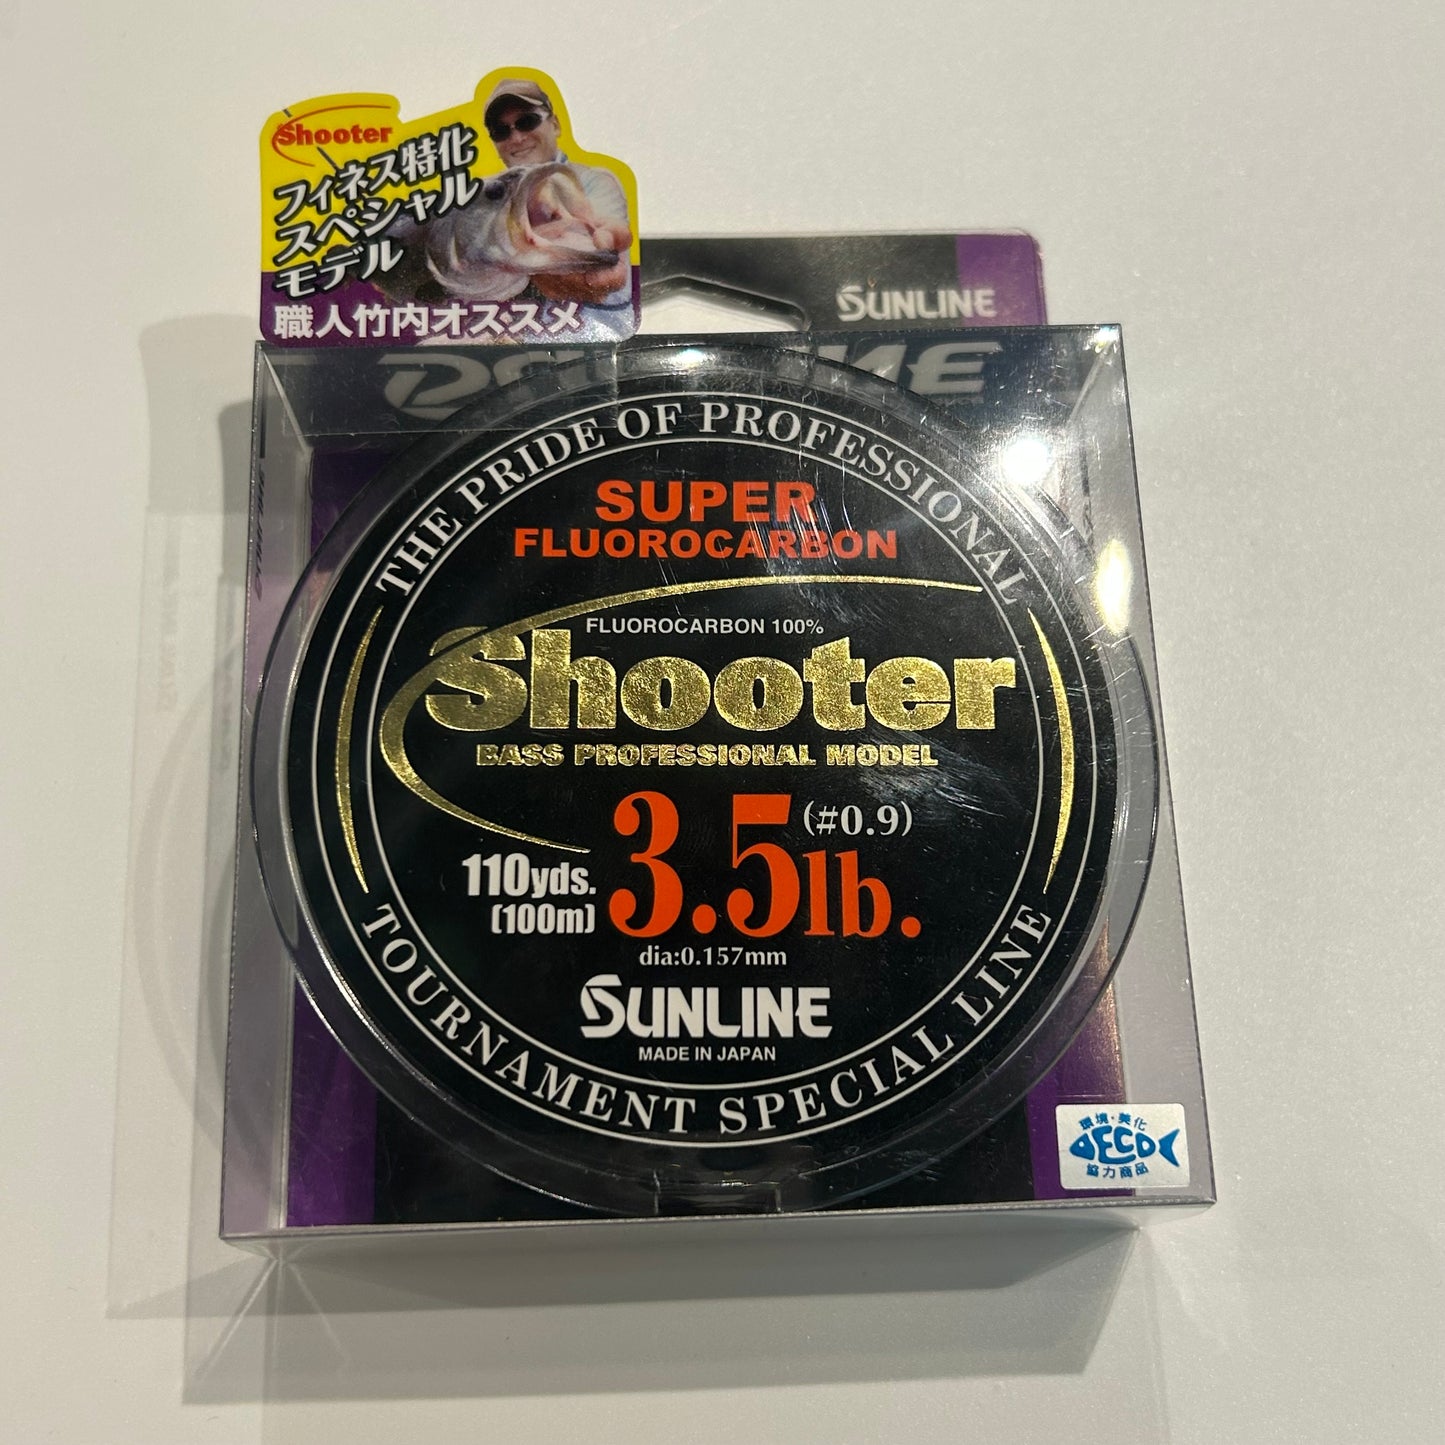 Shooter
フィネス特化
スペシャル
モデル
職人竹内オススメ
SUNLINE
SUNLINE
THE PRIDE OF PROFESSIONAL
SUPER
FLUOROCARBON
FLUOROCARBON 100%
Shooter
BASS PROFESSIONAL MODEL
3.5lb.
(#0.9)
110yds.
(100m)
dia:0.157mm
SUNLINE
MADE IN JAPAN
TOURNAMENT SPECIAL LINE
環境・美化
ECO
協力商品